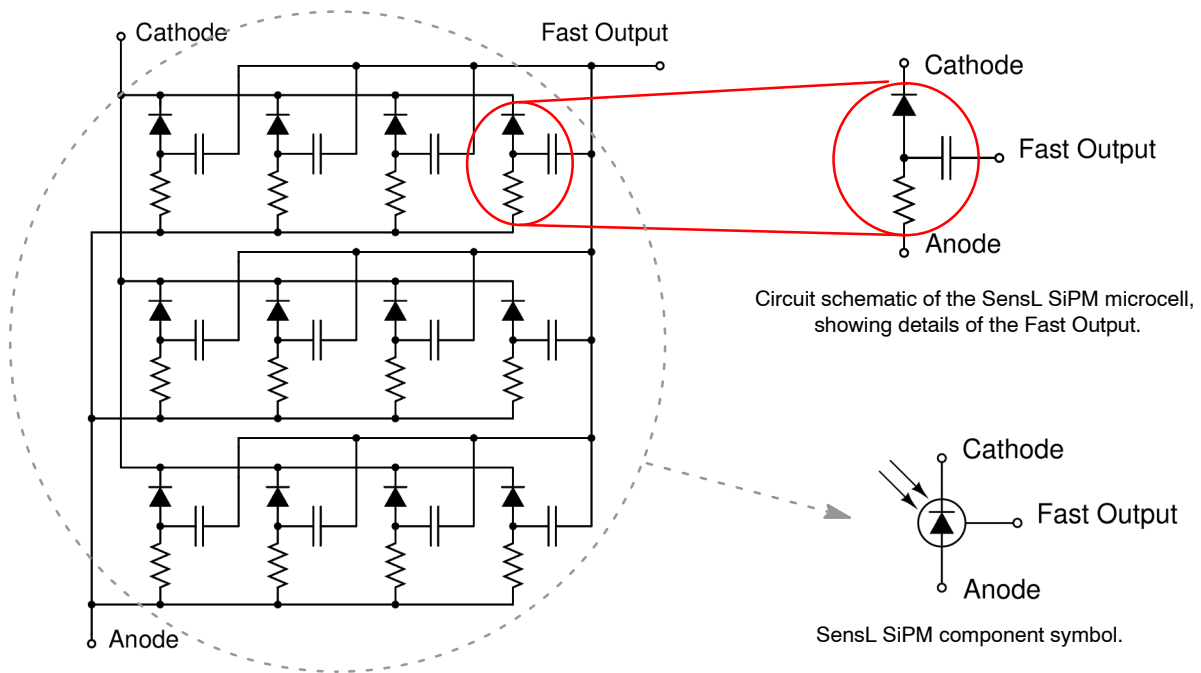 Cathode
Fast Output
Cathode
Fast Output
Anode
Circuit schematic of the SensL SiPM microcell,
showing details of the Fast Output.
Cathode
Fast Output
Anode
SensL SiPM component symbol.
Anode